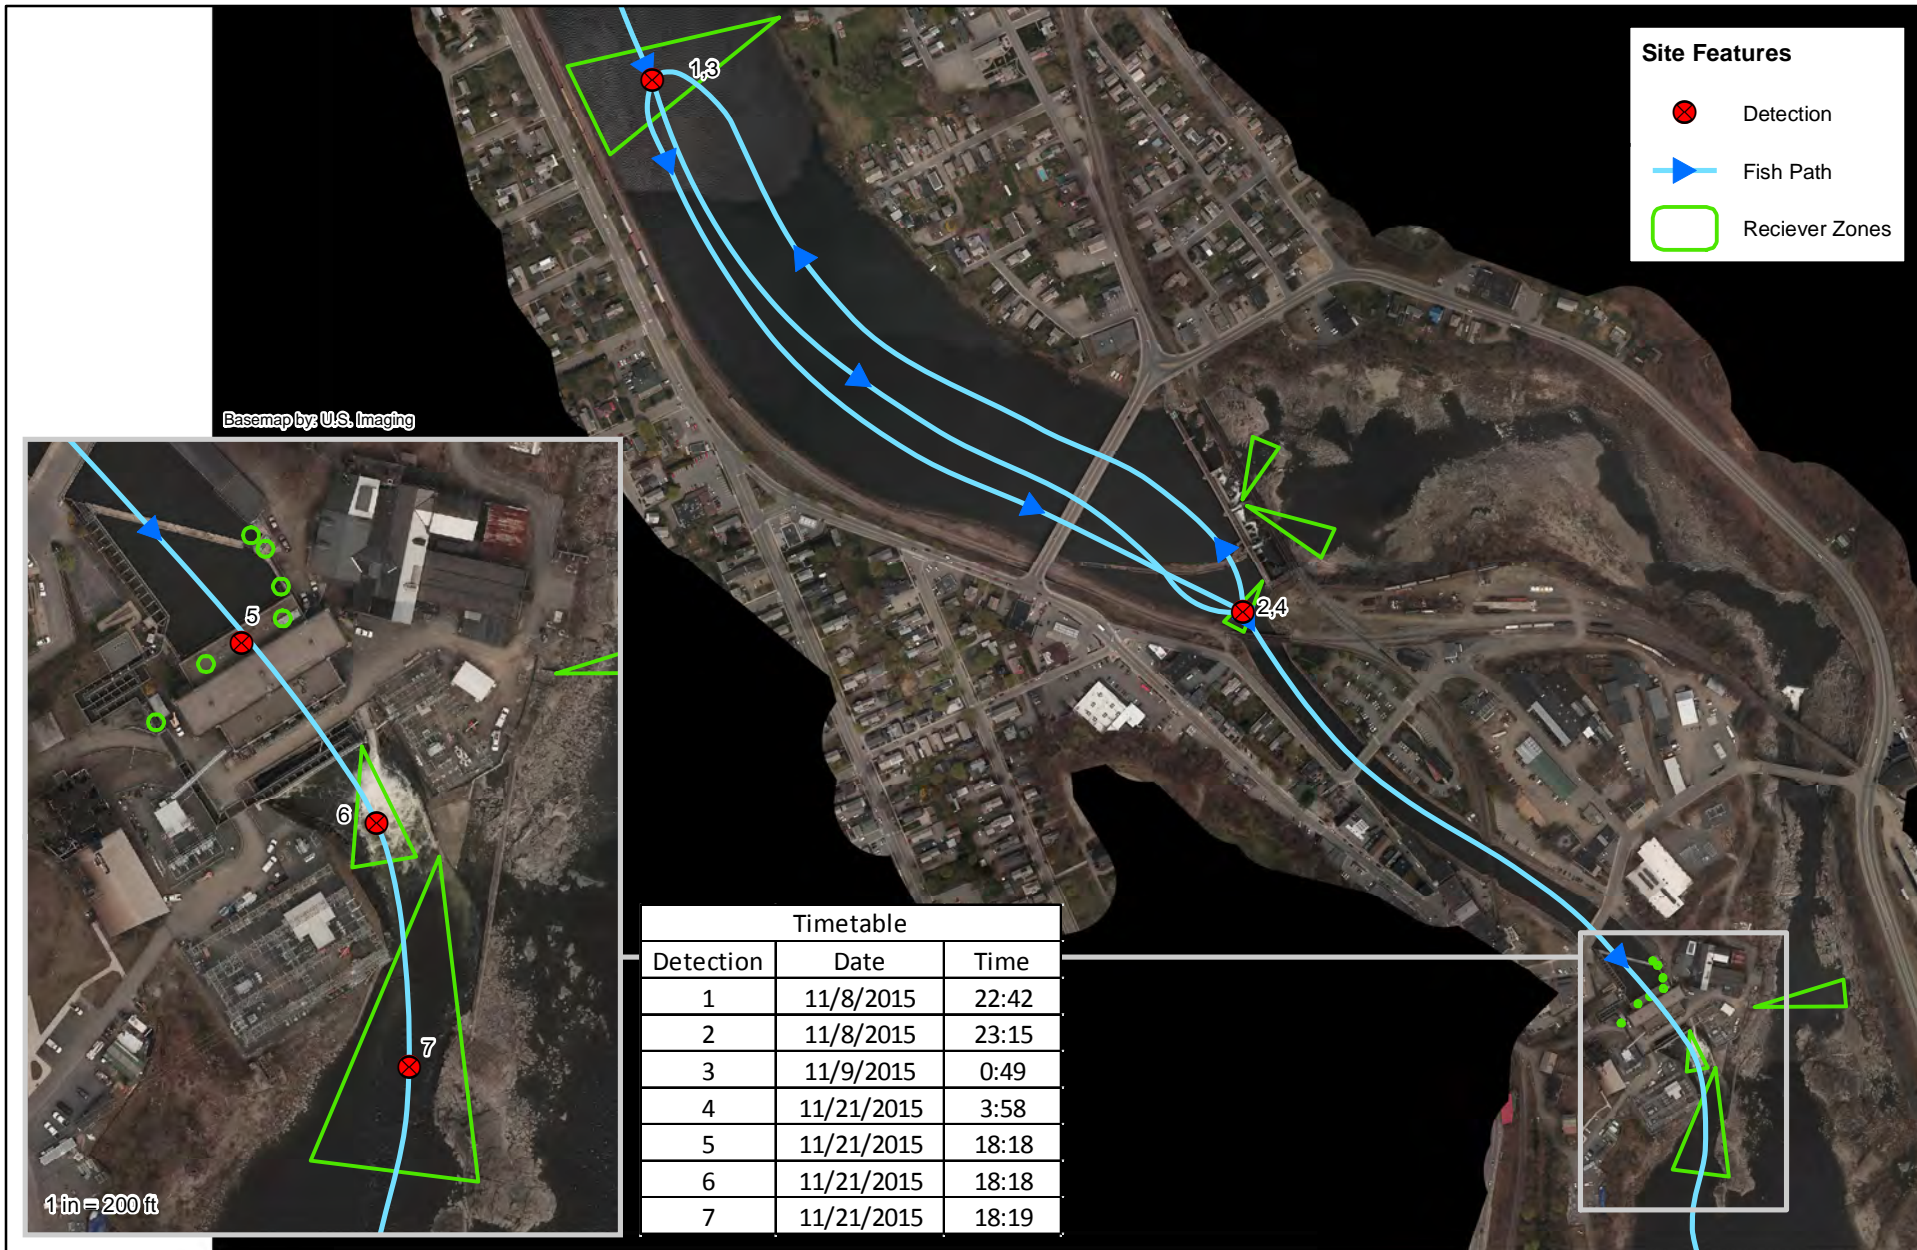 Site Features
Detection
Fish Path
Reciever Zones
1,3
2,4
Basemap by: U.S. Imaging
5
6
7
1 in = 200 ft
Timetable
Detection Date Time
1 11/8/2015 22:42
2 11/8/2015 23:15
3 11/9/2015 0:49
4 11/21/2015 3:58
5 11/21/2015 18:18
6 11/21/2015 18:18
7 11/21/2015 18:19